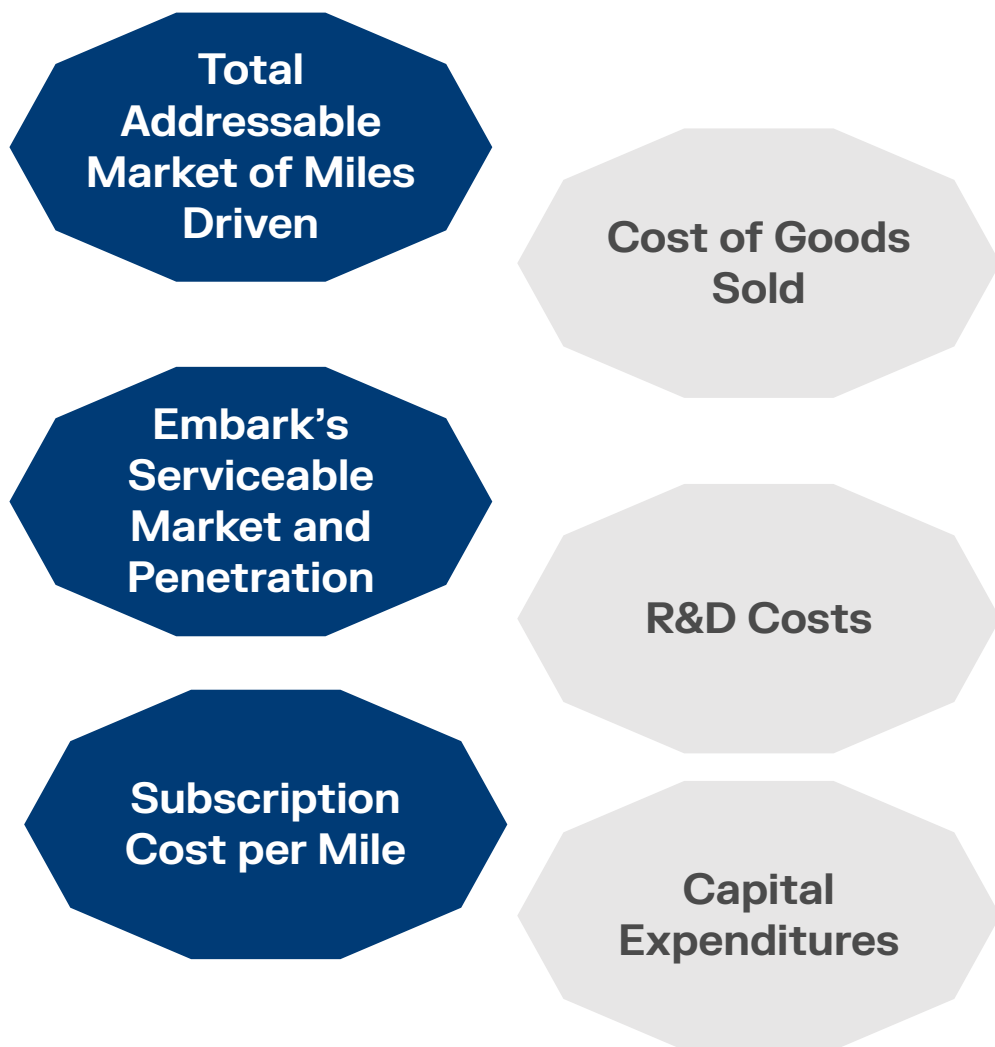 Total
Addressable
Market of Miles
Driven
Cost of Goods
Sold
Embark’s
Serviceable
Market and
Penetration
R&D Costs
Subscription
Cost per Mile
Capital
Expenditures